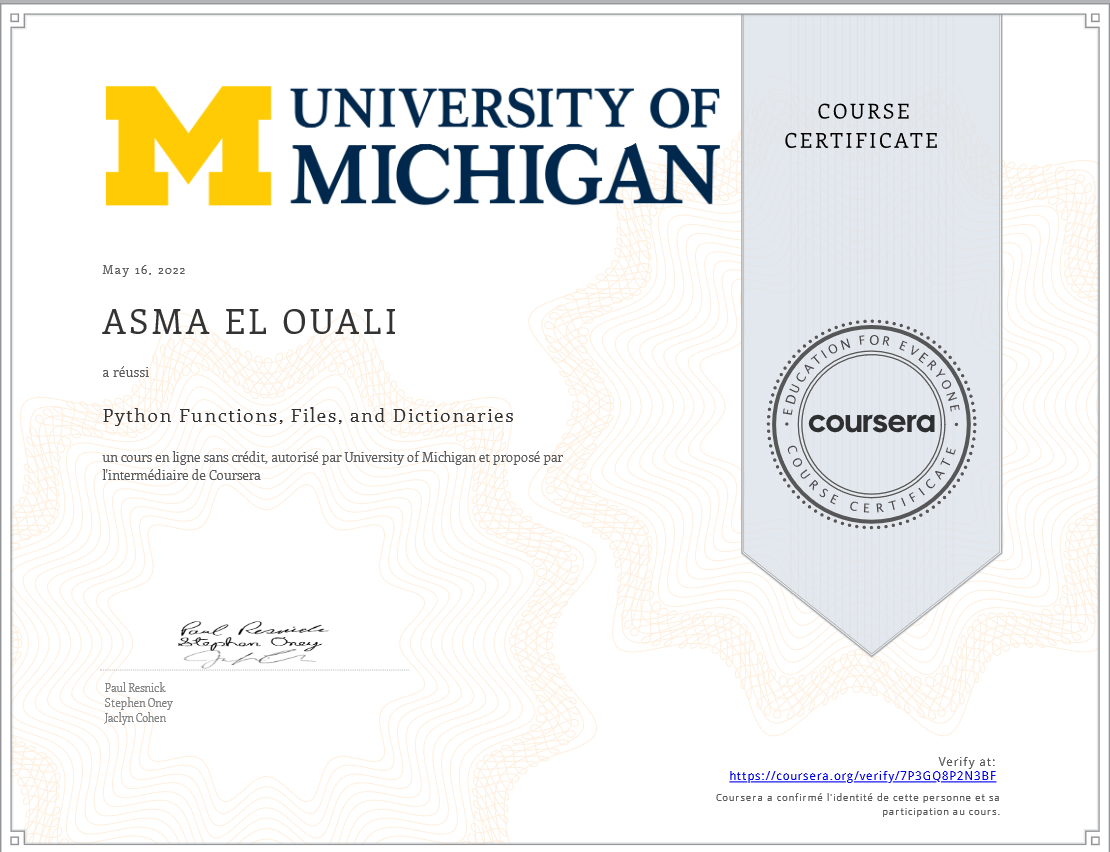 UNIVERSITY OF
MICHIGAN
COURSE
CERTIFICATE
May 16, 2022
ASMA EL OUALI
a réussi
Python Functions, Files, and Dictionaries
un cours en ligne sans crédit, autorisé par University of Michigan et proposé par
l'intermédiaire de Coursera
EDUCATION FOR EVERYONE
coursera
COURSE CERTIFICATE
Paul Resnick
Stephen Oney
Paul Resnick
Stephen Oney
Jaclyn Cohen
Verify at:
https://coursera.org/verify/7P3GQ8P2N3BF
Coursera a confirmé l'identité de cette personne et sa
participation au cours.